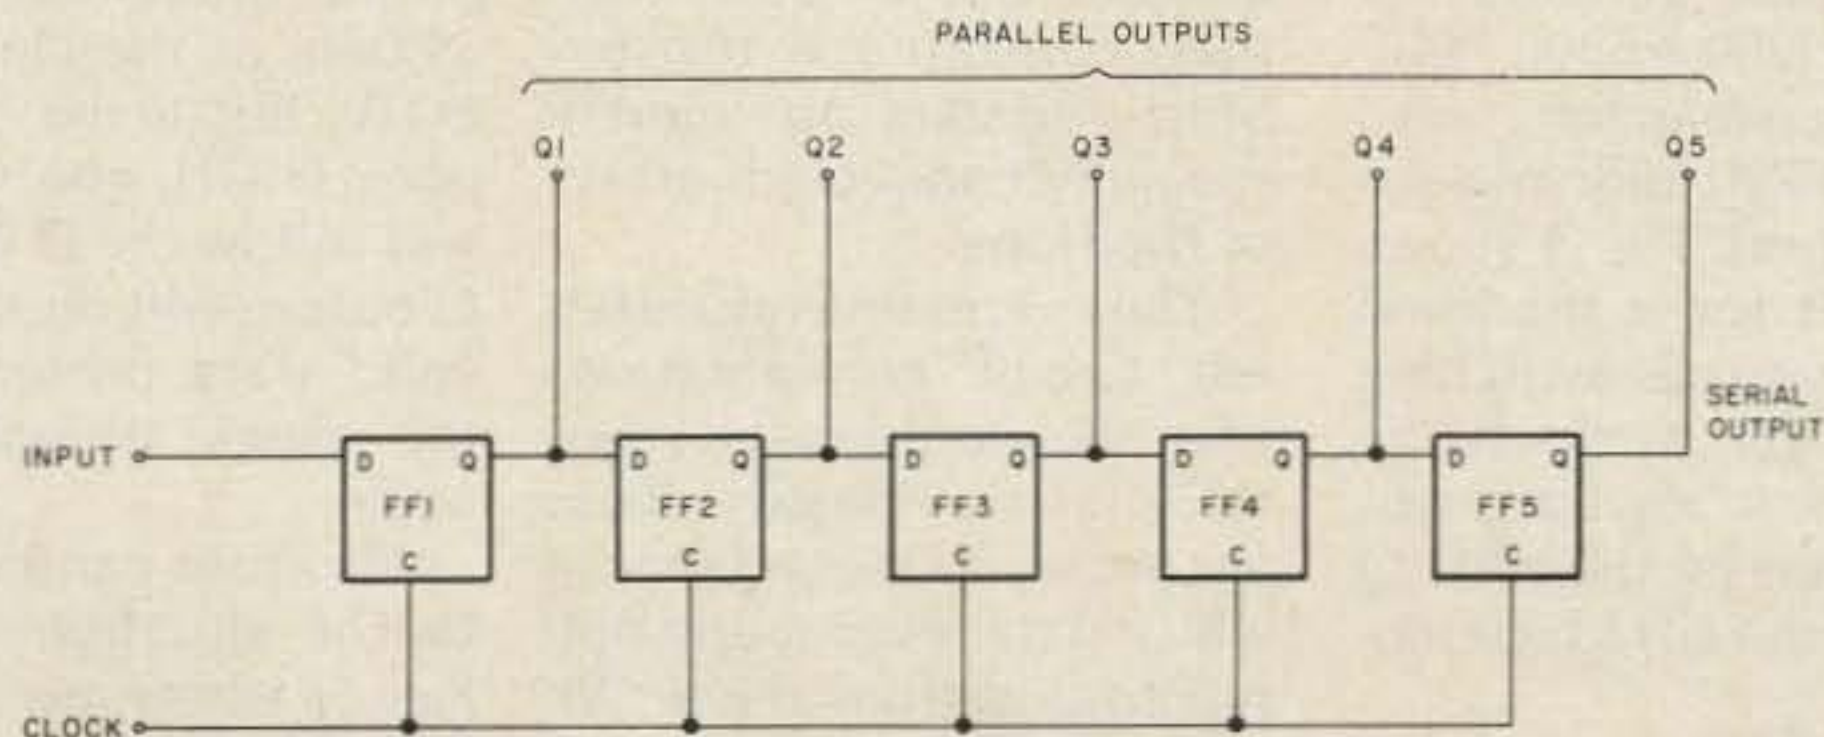 PARALLEL OUTPUTS
Q1 Q2 Q3 Q4 Q5
SERIAL
OUTPUT
INPUT
D Q D Q D Q D Q D Q
FF1 FF2 FF3 FF4 FF5
C C C C C
CLOCK